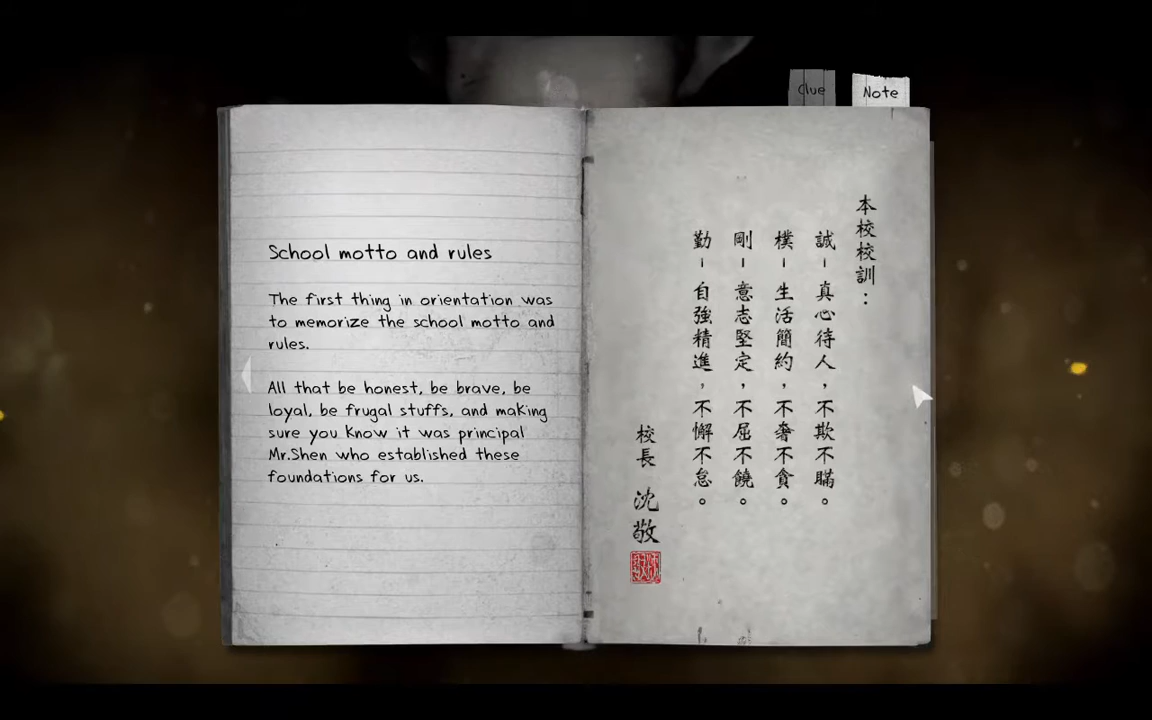 Clue
Note
School motto and rules
The first thing in orientation was
to memorize the school motto and
rules.
All that be honest, be brave, be
loyal, be frugal stuffs, and making
sure you know it was principal
Mr.Shen who established these
foundations for us.
本校校訓：
誠－真心待人，不欺不瞞。
樸－生活簡約，不奢不貪。
剛－意志堅定，不屈不饒。
勤－自強精進，不懈不怠。
校長 沈敬